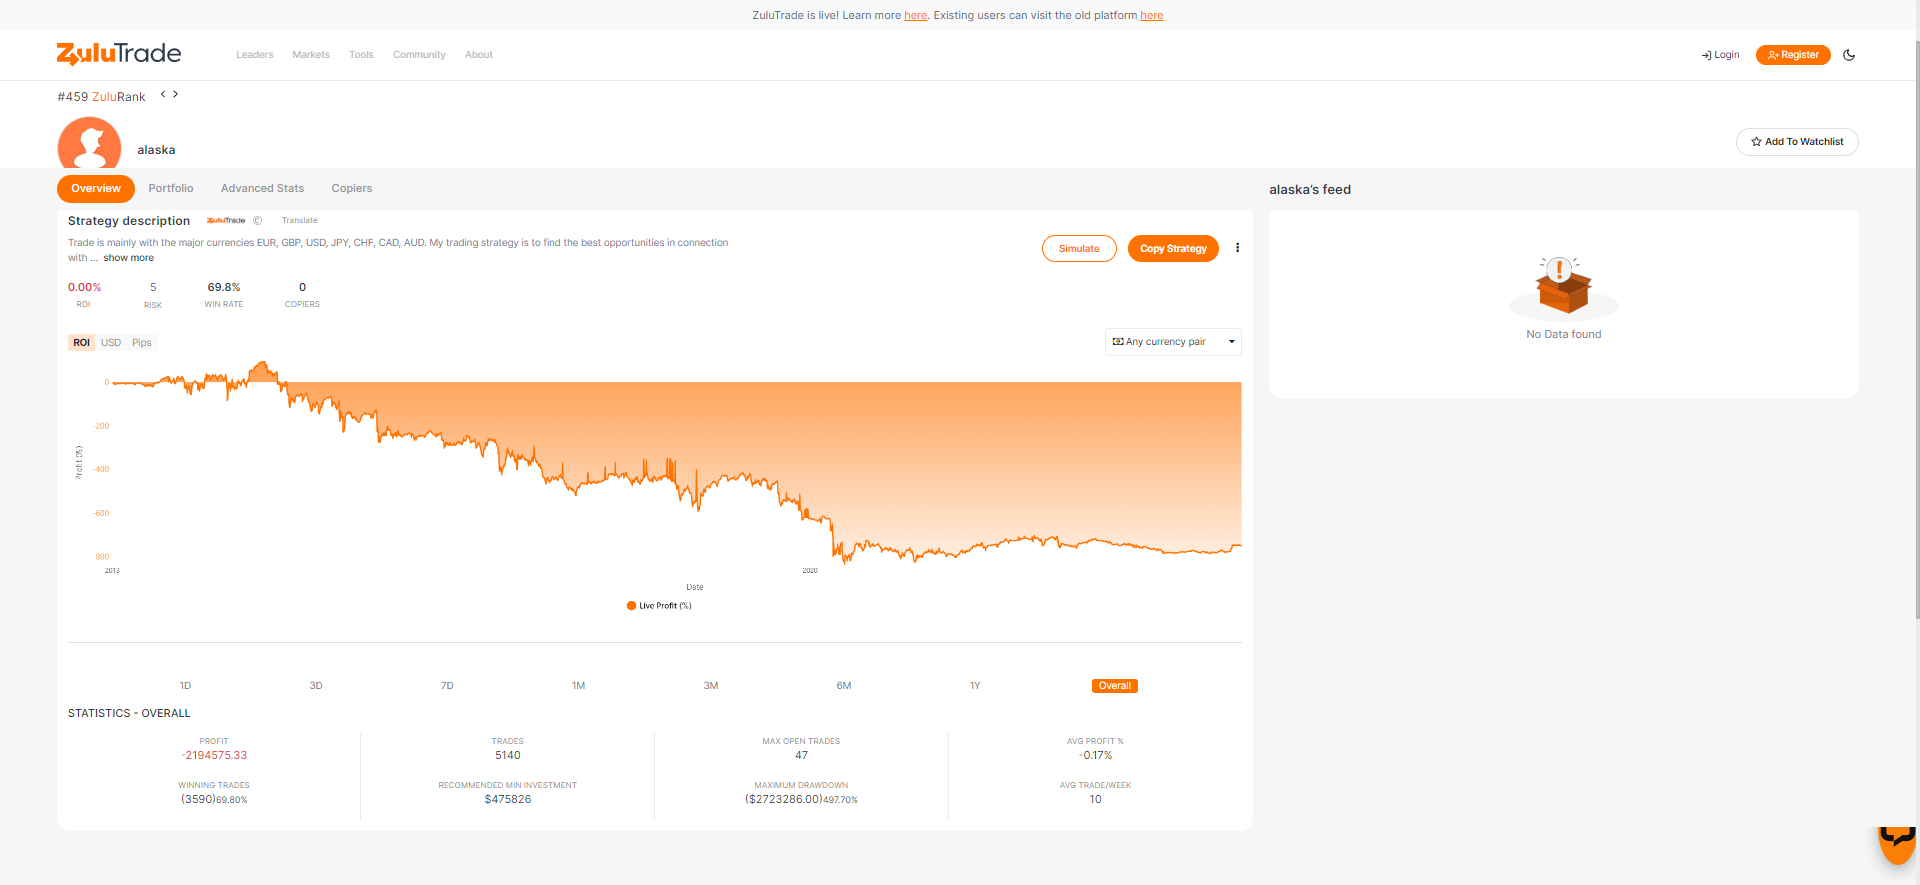 ZuluTrade is live! Learn more here. Existing users can visit the old platform here
ZuluTrade
Leaders Markets Tools Community About
Login Register
#459 ZuluRank
alaska
Add To Watchlist
Overview Portfolio Advanced Stats Copiers
alaska's feed
Strategy description ZuluTrade © Translate
Trade is mainly with the major currencies EUR, GBP, USD, JPY, CHF, CAD, AUD. My trading strategy is to find the best opportunities in connection
with ... show more
Simulate Copy Strategy
0.00% 5 69.8% 0
ROI RISK WIN RATE COPIERS
No Data found
ROI USD Pips
Any currency pair
0
-200
-400
-600
-800
Profit (%)
2013 2020
Date
Live Profit (%)
1D 3D 7D 1M 3M 6M 1Y Overall
STATISTICS - OVERALL
PROFIT TRADES MAX OPEN TRADES AVG PROFIT %
-2194575.33 5140 47 -0.17%
WINNING TRADES RECOMMENDED MIN INVESTMENT MAXIMUM DRAWDOWN AVG TRADE/WEEK
(3590)69.80% $475826 ($2723286.00)497.70% 10